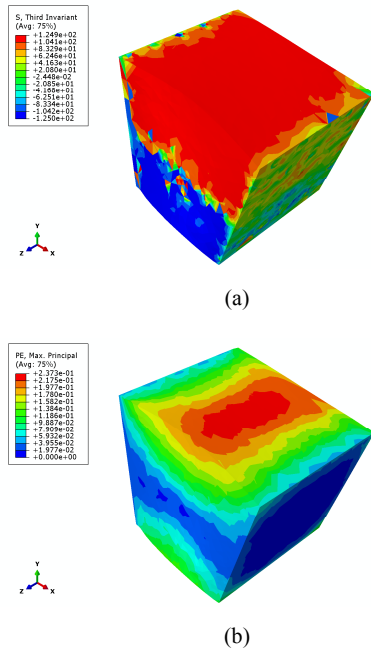 S, Third Invariant
(Avg: 75%)
+1.249e+02
+1.041e+02
+8.329e+01
+6.246e+01
+4.163e+01
+2.080e+01
-2.448e-02
-2.085e+01
-4.168e+01
-6.251e+01
-8.334e+01
-1.042e+02
-1.250e+02
Y
Z X
(a)
PE, Max. Principal
(Avg: 75%)
+2.373e-01
+2.175e-01
+1.977e-01
+1.780e-01
+1.582e-01
+1.384e-01
+1.186e-01
+9.887e-02
+7.909e-02
+5.932e-02
+3.955e-02
+1.977e-02
+0.000e+00
Y
Z X
(b)